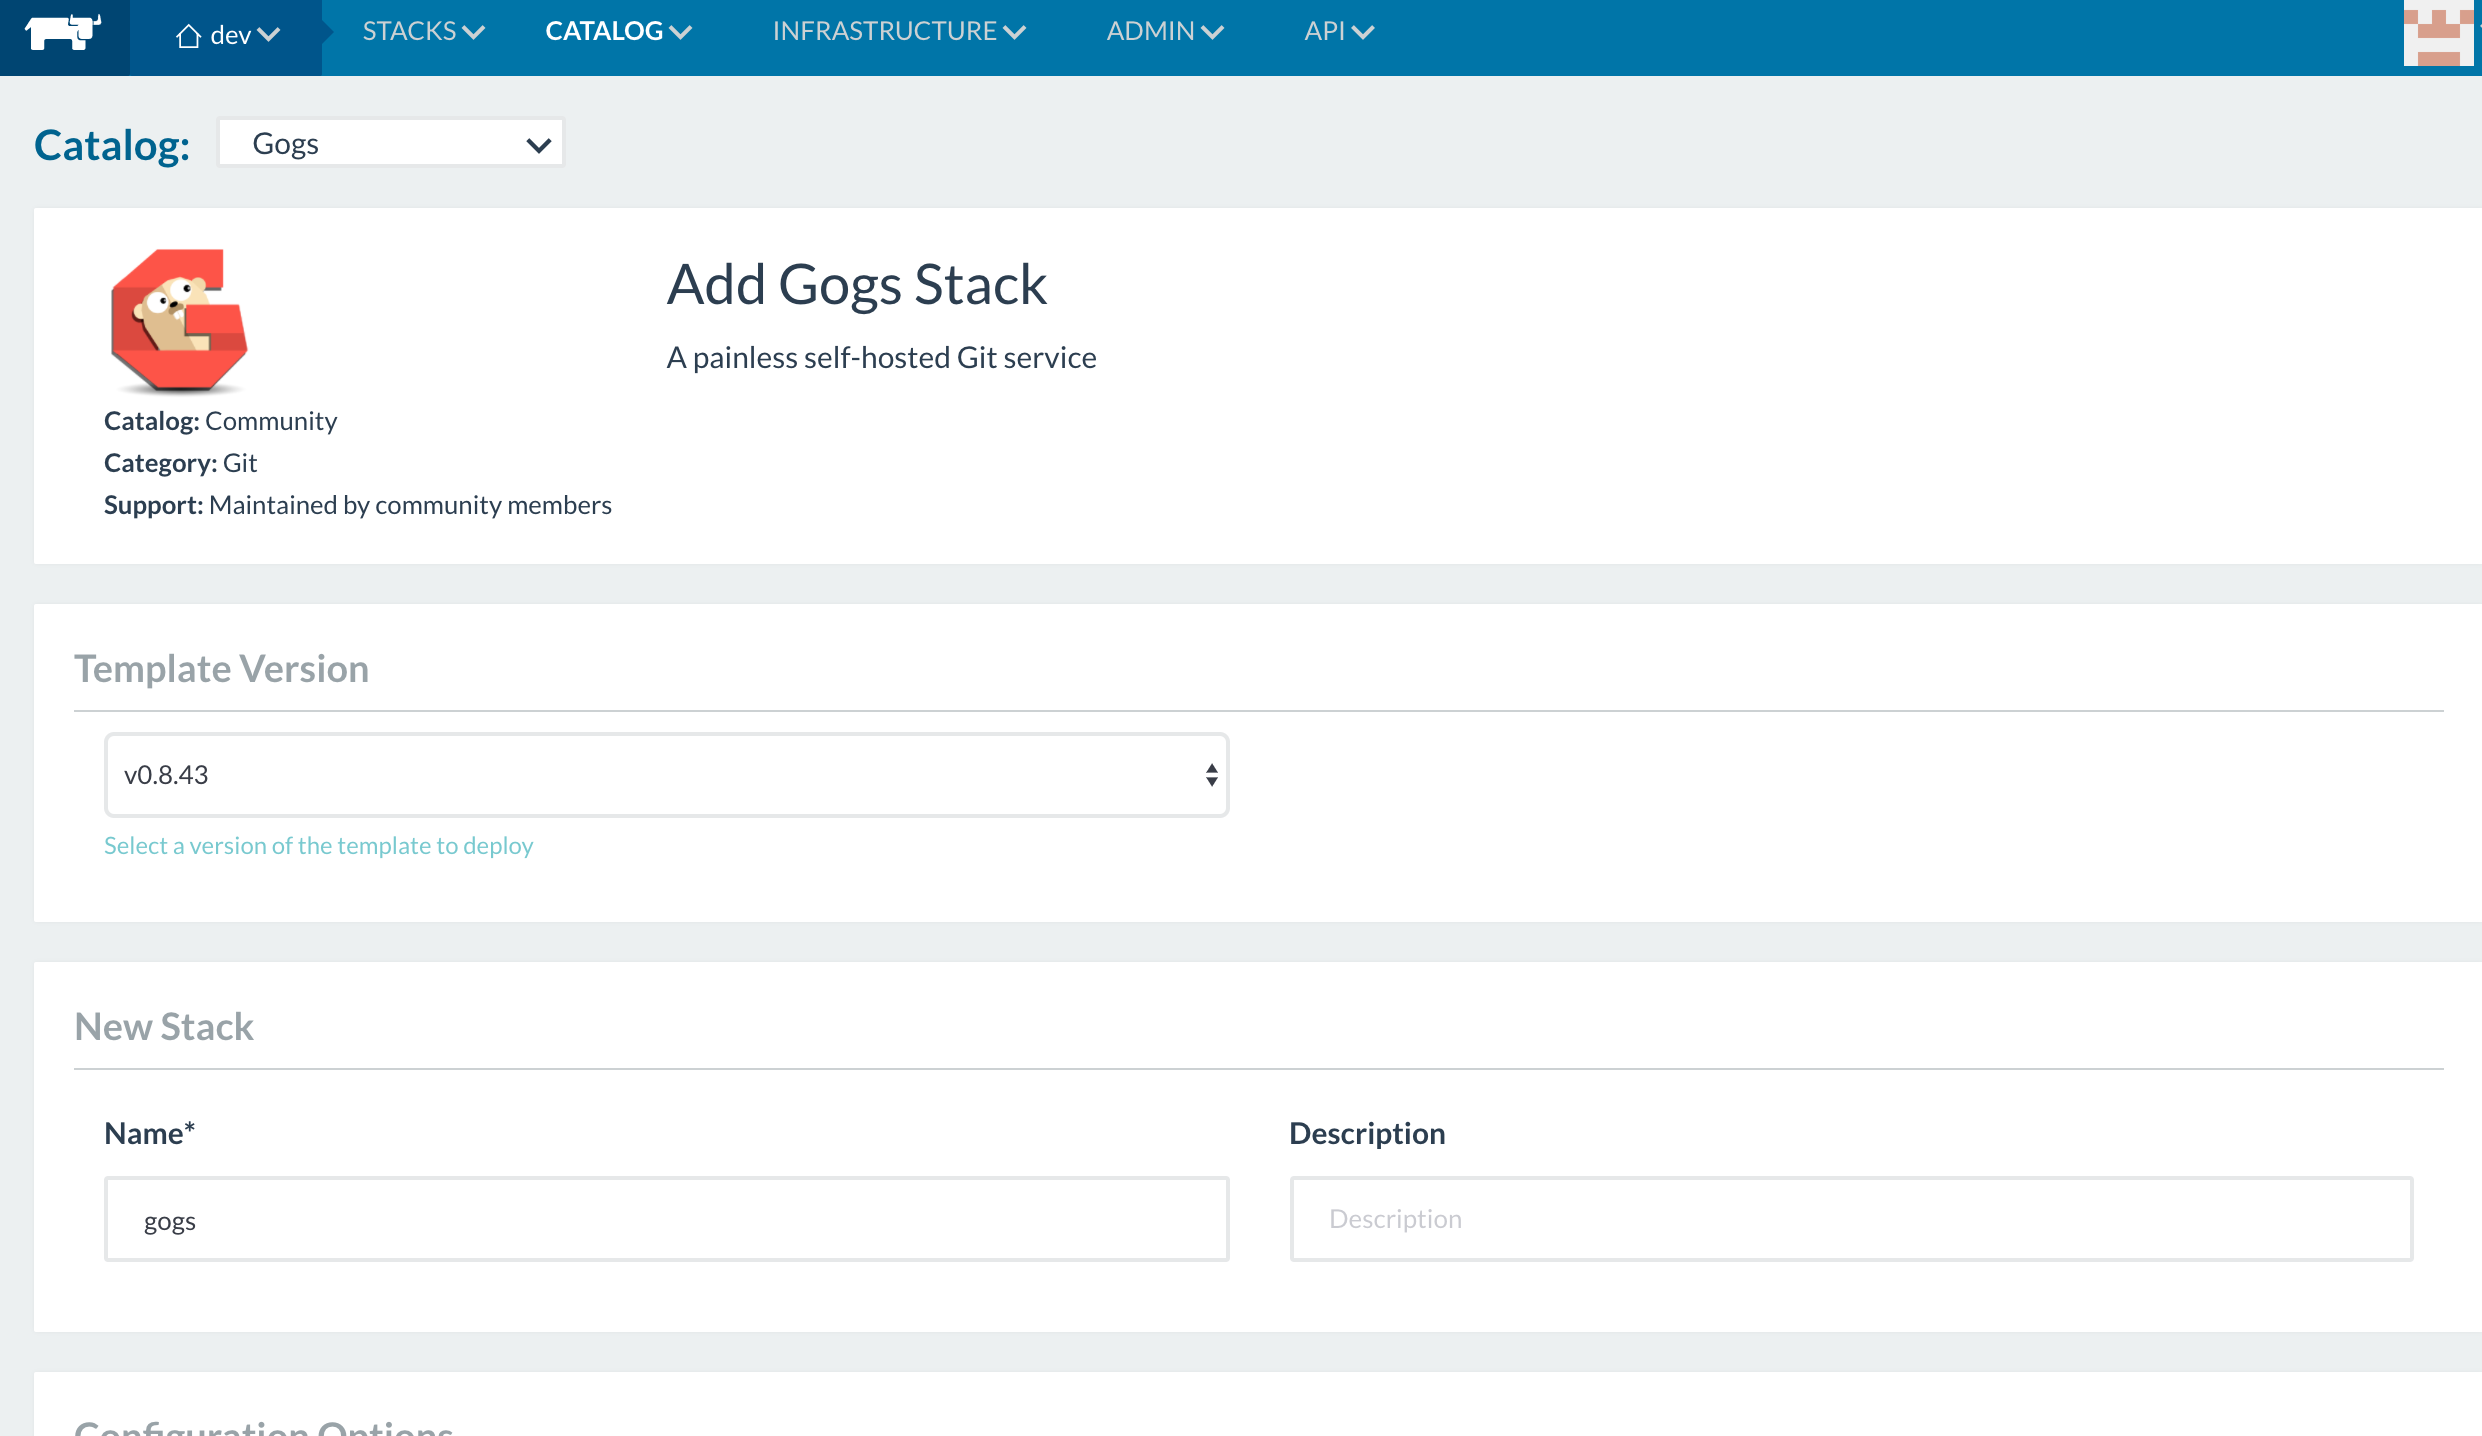 dev
STACKS
CATALOG
INFRASTRUCTURE
ADMIN
API
Catalog:
Gogs
Add Gogs Stack
A painless self-hosted Git service
Catalog: Community
Category: Git
Support: Maintained by community members
Template Version
v0.8.43
Select a version of the template to deploy
New Stack
Name*
Description
gogs
Description
Configuration Options